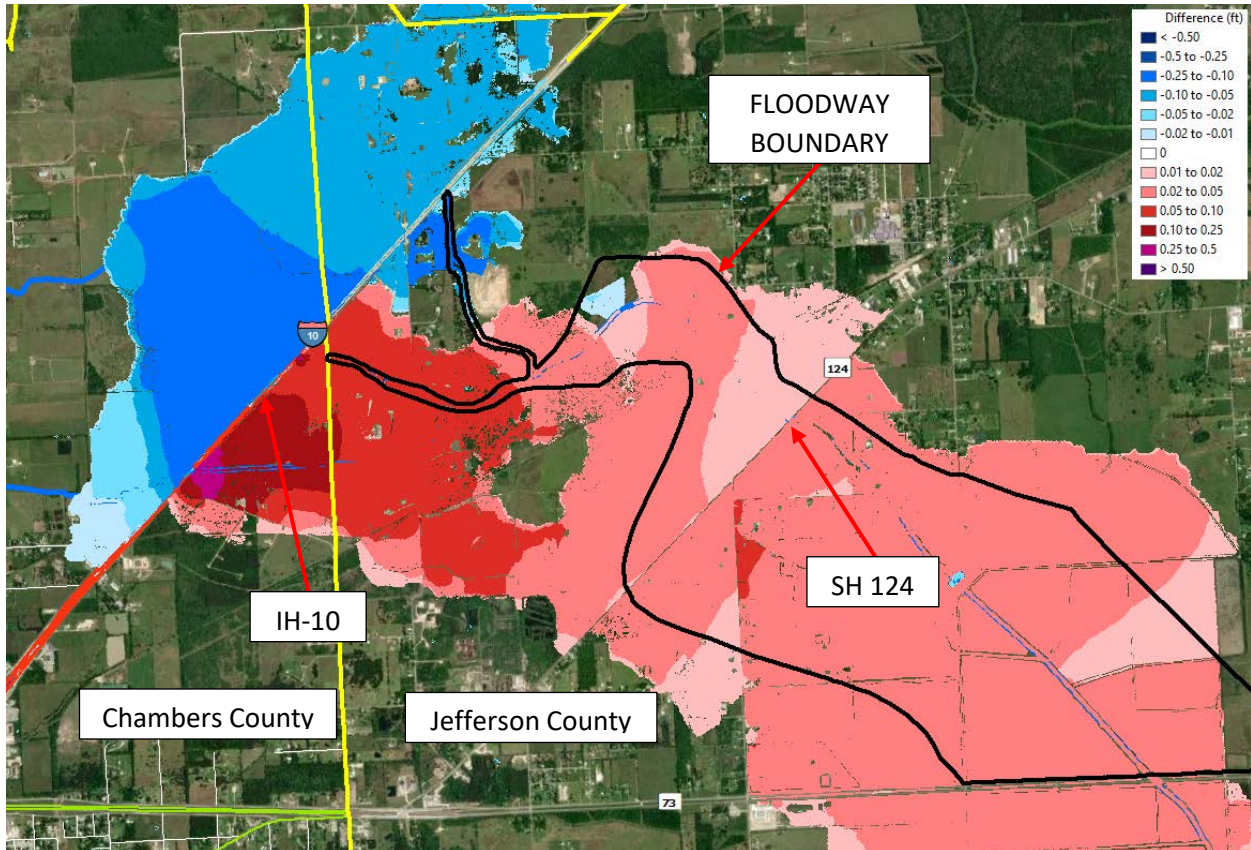 Difference (ft)
< -0.50
-0.5 to -0.25
-0.25 to -0.10
-0.10 to -0.05
-0.05 to -0.02
-0.02 to -0.01
0
0.01 to 0.02
0.02 to 0.05
0.05 to 0.10
0.10 to 0.25
0.25 to 0.5
> 0.50
FLOODWAY
BOUNDARY
10
124
IH-10
SH 124
Chambers County
Jefferson County
73